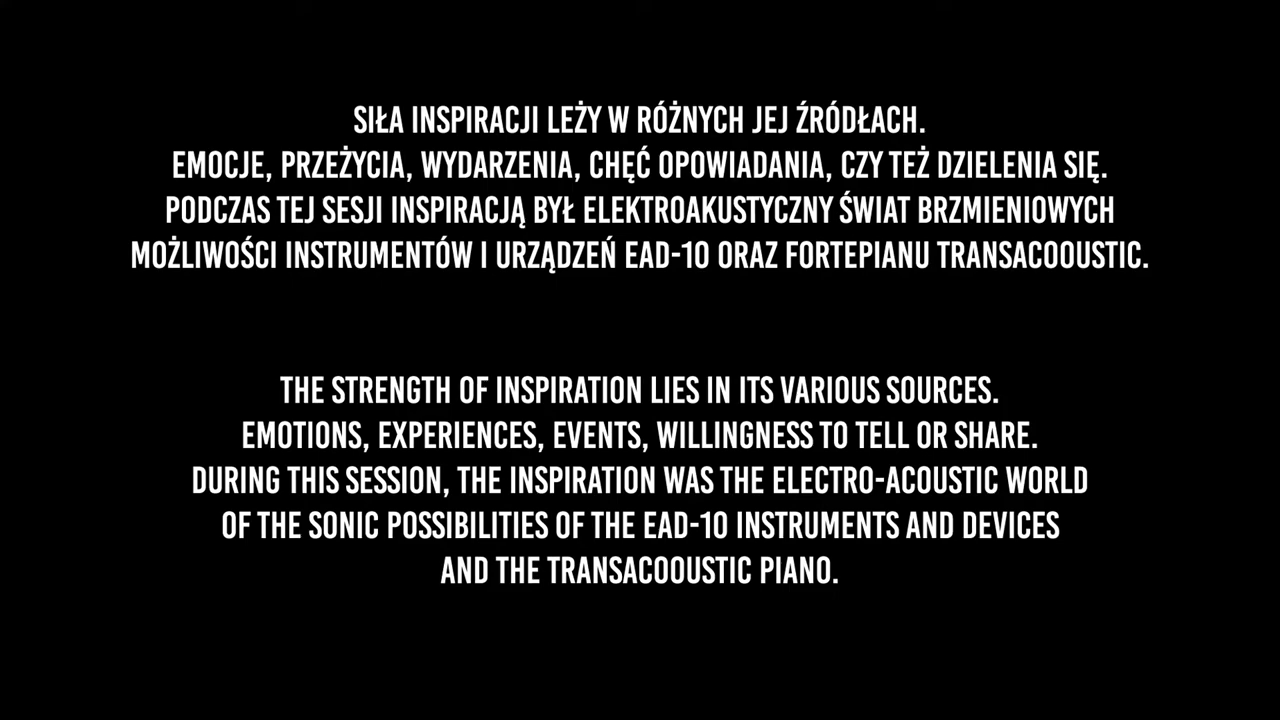 SIŁA INSPIRACJI LEŻY W RÓŻNYCH JEJ ŹRÓDŁACH.
EMOCJE, PRZEŻYCIA, WYDARZENIA, CHĘĆ OPOWIADANIA, CZY TEŻ DZIELENIA SIĘ.
PODCZAS TEJ SESJI INSPIRACJĄ BYŁ ELEKTROAKUSTYCZNY ŚWIAT BRZMIENIOWYCH
MOŻLIWOŚCI INSTRUMENTÓW I URZĄDZEŃ EAD-10 ORAZ FORTEPIANU TRANSACOOUSTIC.
THE STRENGTH OF INSPIRATION LIES IN ITS VARIOUS SOURCES.
EMOTIONS, EXPERIENCES, EVENTS, WILLINGNESS TO TELL OR SHARE.
DURING THIS SESSION, THE INSPIRATION WAS THE ELECTRO-ACOUSTIC WORLD
OF THE SONIC POSSIBILITIES OF THE EAD-10 INSTRUMENTS AND DEVICES
AND THE TRANSACOOUSTIC PIANO.